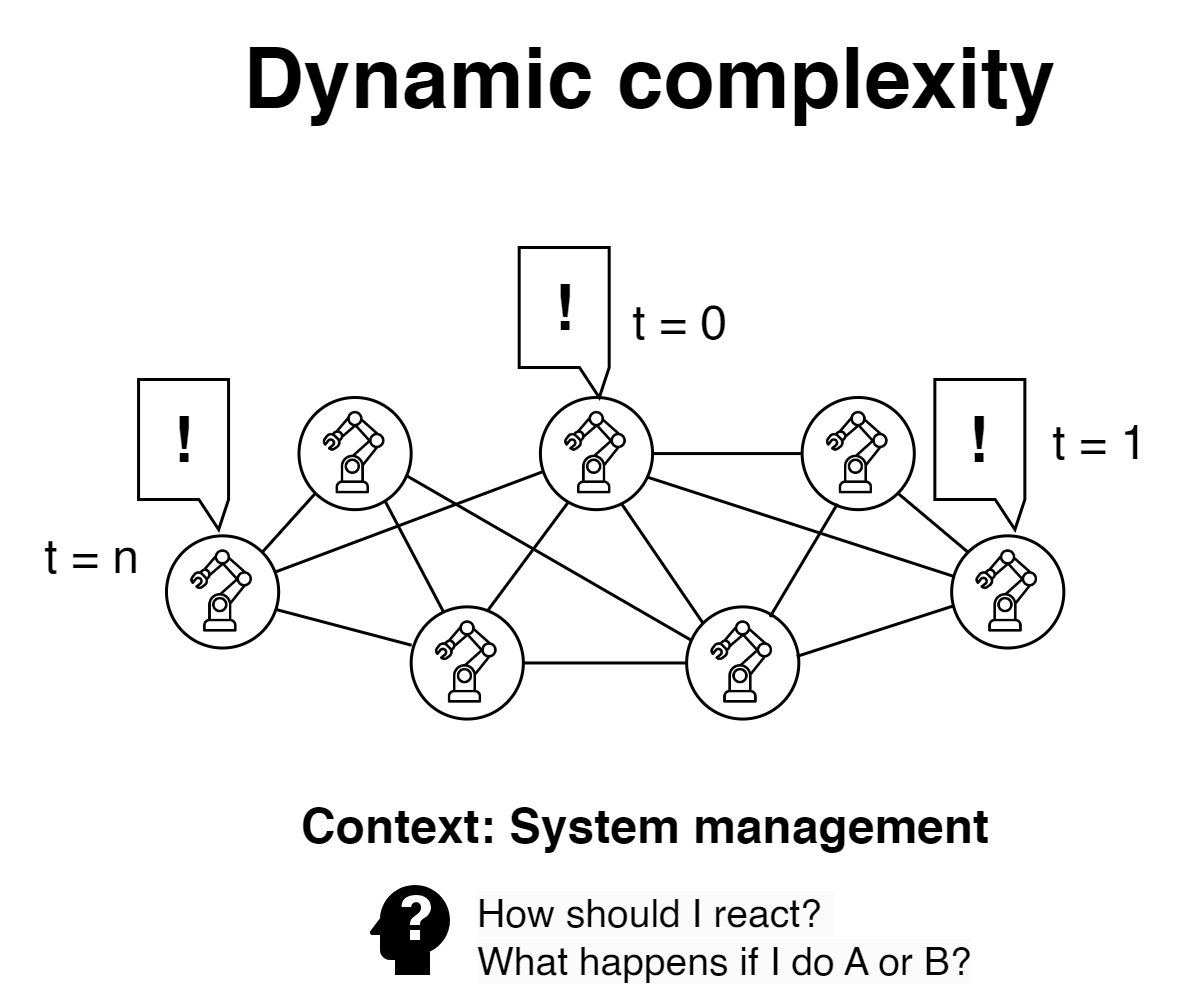 Dynamic complexity
!
t = 0
!
!
t = 1
t = n
Context: System management
?
How should I react?
What happens if I do A or B?